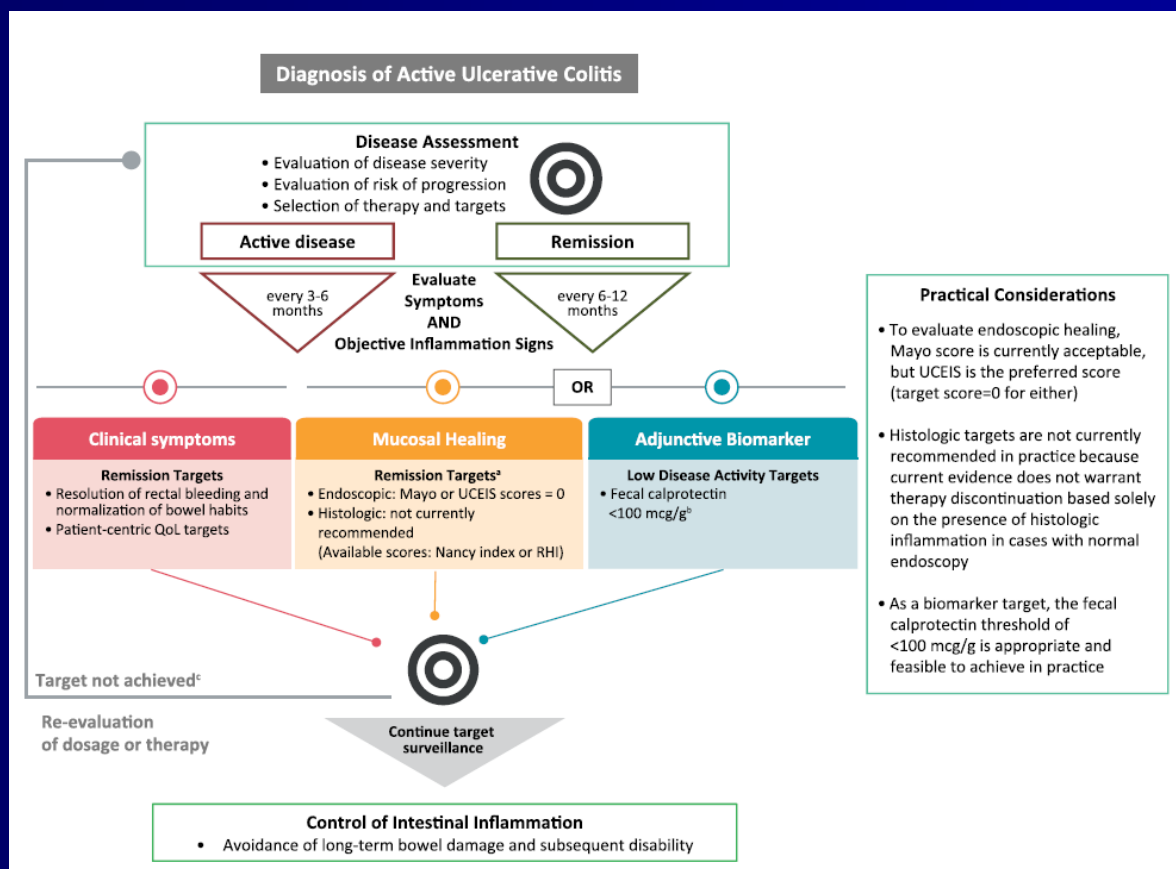 Diagnosis of Active Ulcerative Colitis
Disease Assessment
• Evaluation of disease severity
• Evaluation of risk of progression
• Selection of therapy and targets
Active disease
Remission
every 3-6
months
Evaluate
Symptoms
AND
Objective Inflammation Signs
every 6-12
months
OR
Clinical symptoms
Remission Targets
• Resolution of rectal bleeding and
normalization of bowel habits
• Patient-centric QoL targets
Mucosal Healing
Remission Targetsᵃ
• Endoscopic: Mayo or UCEIS scores = 0
• Histologic: not currently
recommended
(Available scores: Nancy index or RHI)
Adjunctive Biomarker
Low Disease Activity Targets
• Fecal calprotectin
<100 mcg/gᵇ
Target not achievedᶜ
Re-evaluation
of dosage or therapy
Continue target
surveillance
Control of Intestinal Inflammation
• Avoidance of long-term bowel damage and subsequent disability
Practical Considerations
• To evaluate endoscopic healing,
Mayo score is currently acceptable,
but UCEIS is the preferred score
(target score=0 for either)
• Histologic targets are not currently
recommended in practice because
current evidence does not warrant
therapy discontinuation based solely
on the presence of histologic
inflammation in cases with normal
endoscopy
• As a biomarker target, the fecal
calprotectin threshold of
<100 mcg/g is appropriate and
feasible to achieve in practice